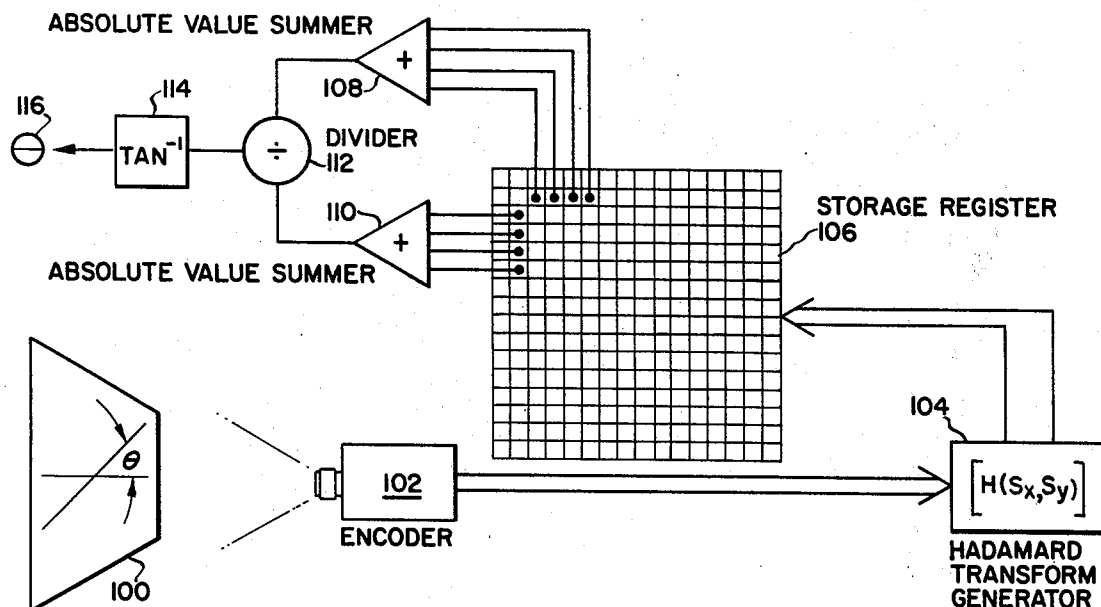 ABSOLUTE VALUE SUMMER
+
108
114
116
TAN⁻¹
÷
DIVIDER
112
110
+
ABSOLUTE VALUE SUMMER
STORAGE REGISTER
106
θ
100
102
ENCODER
104
[H(Sx,Sy)]
HADAMARD
TRANSFORM
GENERATOR